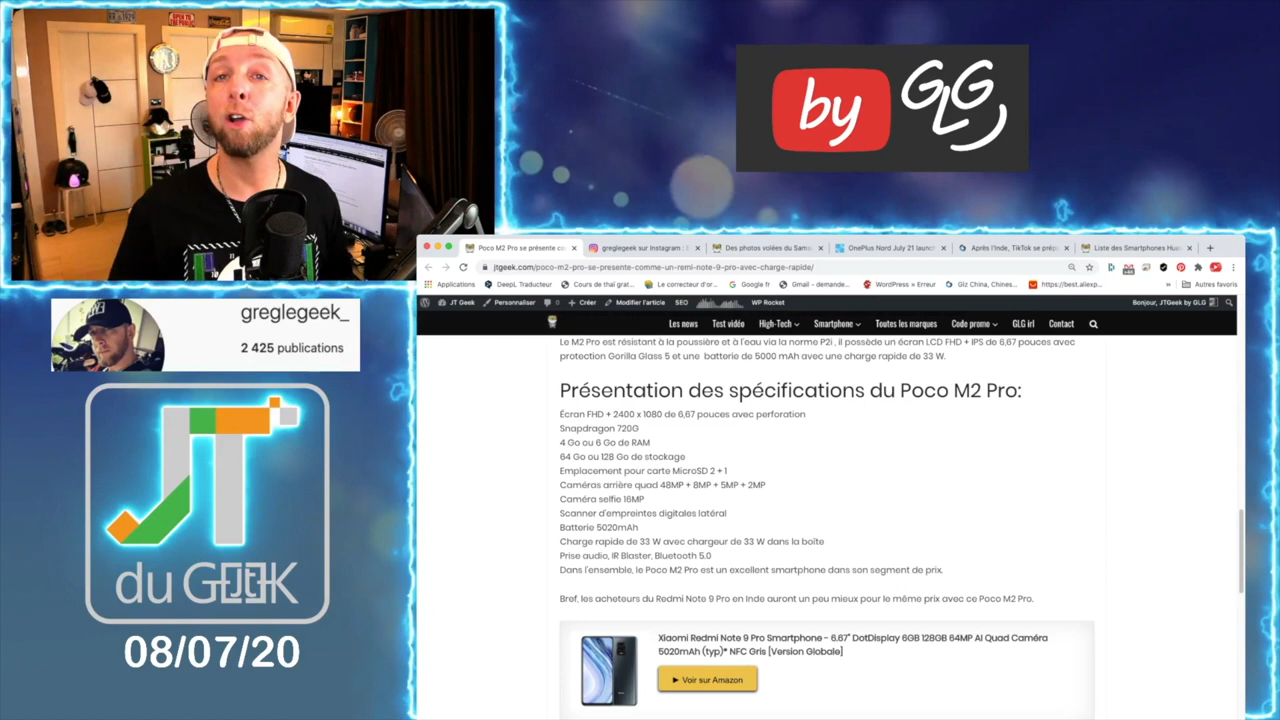 by GLG
greglegeek_
2 425 publications
JT
du GEEK
08/07/20
Poco M2 Pro se présente co
greglegeek sur Instagram : E
Des photos volées du Sams
OnePlus Nord July 21 launch
Après l'Inde, TikTok se prép
Liste des Smartphones Hua
jtgeek.com/poco-m2-pro-se-presente-comme-un-remi-note-9-pro-avec-charge-rapide/
Applications
DeepL Traducteur
Cours de thaï grat...
Le correcteur d'or...
Google fr
Gmail - demande...
WordPress » Erreur
Giz China, Chines...
https://best.aliexp...
»
Autres favoris
JT Geek
Personnaliser
0
Créer
Modifier l'article
SEO
WP Rocket
Bonjour, JTGeek by GLG
Les news
Test vidéo
High-Tech
Smartphone
Toutes les marques
Code promo
GLG irl
Contact
Le M2 Pro est résistant à la poussière et à l'eau via la norme P2i , il possède un écran LCD FHD + IPS de 6,67 pouces avec
protection Gorilla Glass 5 et une batterie de 5000 mAh avec une charge rapide de 33 W.
Présentation des spécifications du Poco M2 Pro:
Écran FHD + 2400 x 1080 de 6,67 pouces avec perforation
Snapdragon 720G
4 Go ou 6 Go de RAM
64 Go ou 128 Go de stockage
Emplacement pour carte MicroSD 2 + 1
Caméras arrière quad 48MP + 8MP + 5MP + 2MP
Caméra selfie 16MP
Scanner d'empreintes digitales latéral
Batterie 5020mAh
Charge rapide de 33 W avec chargeur de 33 W dans la boîte
Prise audio, IR Blaster, Bluetooth 5.0
Dans l'ensemble, le Poco M2 Pro est un excellent smartphone dans son segment de prix.
Bref, les acheteurs du Redmi Note 9 Pro en Inde auront un peu mieux pour le même prix avec ce Poco M2 Pro.
Xiaomi Redmi Note 9 Pro Smartphone - 6.67" DotDisplay 6GB 128GB 64MP AI Quad Caméra
5020mAh (typ)* NFC Gris [Version Globale]
► Voir sur Amazon